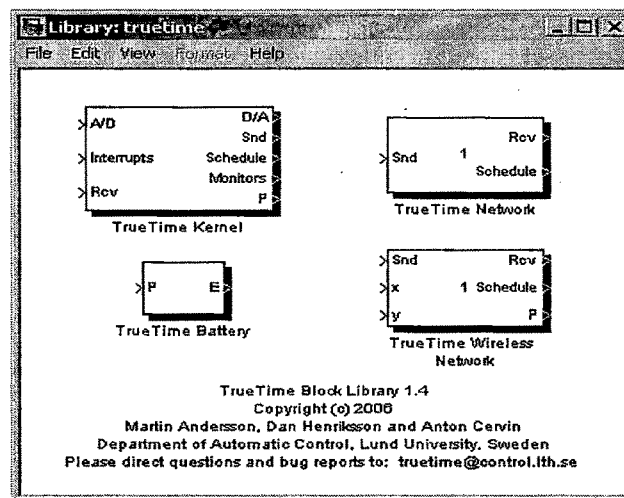 Library: truetime
File Edit View Format Help
A/D
Interrupts
Rcv
D/A
Snd
Schedule
Monitors
P
TrueTime Kernel
Snd
1
Rcv
Schedule
TrueTime Network
P
E
TrueTime Battery
Snd
x
y
1
Rcv
Schedule
P
TrueTime Wireless
Network
TrueTime Block Library 1.4
Copyright (c) 2006
Martin Andersson, Dan Henriksson and Anton Cervin
Department of Automatic Control, Lund University, Sweden
Please direct questions and bug reports to: truetime@control.lth.se